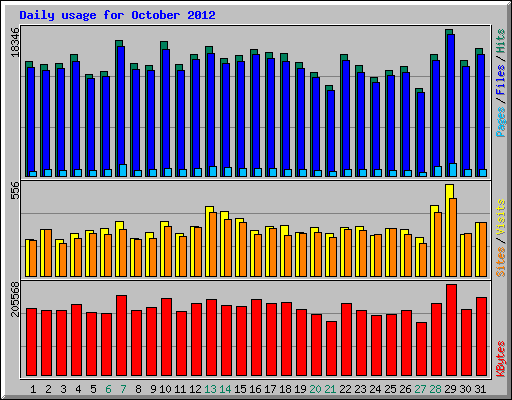 Daily usage for October 2012
18346
Pages / Files / Hits
556
Sites / Visits
205568
KBytes
1 2 3 4 5 6 7 8 9 10 11 12 13 14 15 16 17 18 19 20 21 22 23 24 25 26 27 28 29 30 31